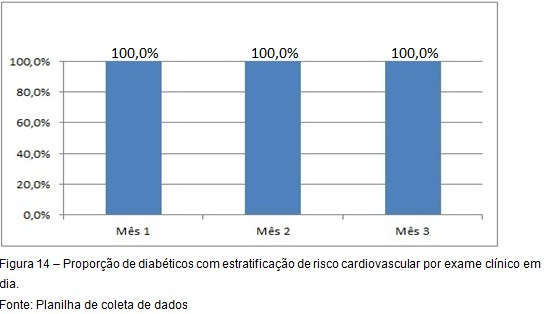 100,0% 100,0% 100,0%
100,0%
80,0%
60,0%
40,0%
20,0%
0,0%
Mês 1 Mês 2 Mês 3
Figura 14 – Proporção de diabéticos com estratificação de risco cardiovascular por exame clínico em
dia.
Fonte: Planilha de coleta de dados